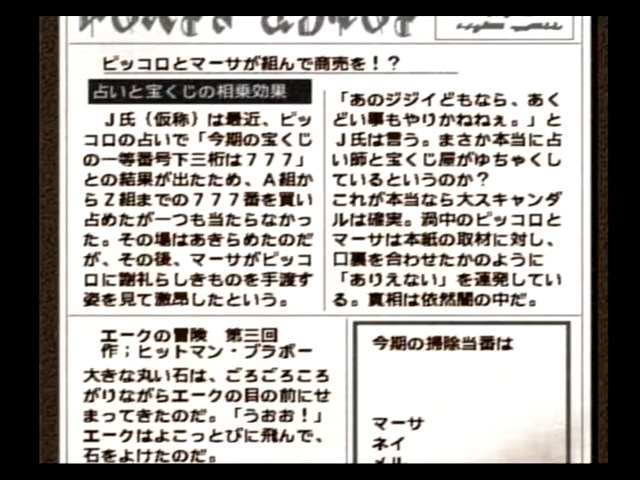 ピッコロとマーサが組んで商売を！？
占いと宝くじの相乗効果
Ｊ氏｛仮称｝は最近、ピッ
コロの占いで「今期の宝くじ
の一等番号下三桁は７７７」
との結果が出たため、Ａ組か
らＺ組までの７７７番を買い
占めたが一つも当たらなかっ
た。その場はあきらめたのだ
が、その後、マーサがピッコ
ロに謝礼らしきものを手渡す
姿を見て激昂したという。
「あのジジイどもなら、あく
どい事もやりかねねぇ。」と
Ｊ氏は言う。まさか本当に占
い師と宝くじ屋がゆちゃくし
ているというのか？
これが本当なら大スキャンダ
ルは確実。渦中のピッコロと
マーサは本紙の取材に対し、
口裏を合わせたかのように
「ありえない」を連発してい
る。真相は依然闇の中だ。
エークの冒険　第三回
作；ヒットマン・ブラボー
大きな丸い石は、ごろごろころ
がりながらエークの目の前にせ
まってきたのだ。「うおお！」
エークはよこっとびに飛んで、
石をよけたのだ。
今期の掃除当番は
マーサ
ネイ